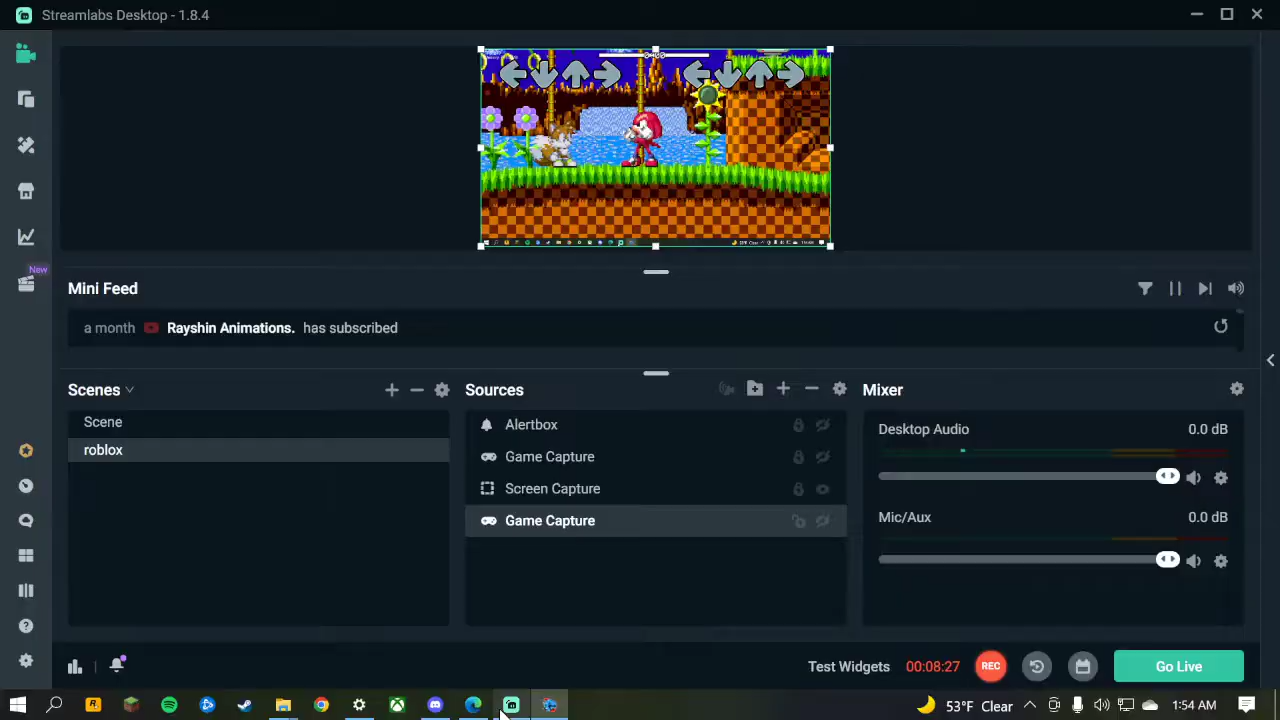 Streamlabs Desktop - 1.8.4
New
Mini Feed
a month Rayshin Animations. has subscribed
Scenes
Scene
roblox
Sources
Alertbox
Game Capture
Screen Capture
Game Capture
Mixer
Desktop Audio 0.0 dB
Mic/Aux 0.0 dB
Test Widgets 00:08:27 REC Go Live
53°F Clear 1:54 AM